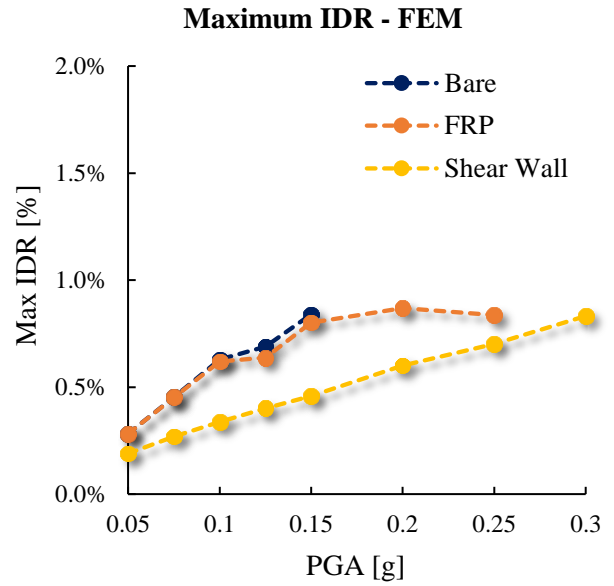 Maximum IDR - FEM
2.0%
1.5%
1.0%
0.5%
0.0%
Max IDR [%]
Bare
FRP
Shear Wall
0.05 0.1 0.15 0.2 0.25 0.3
PGA [g]